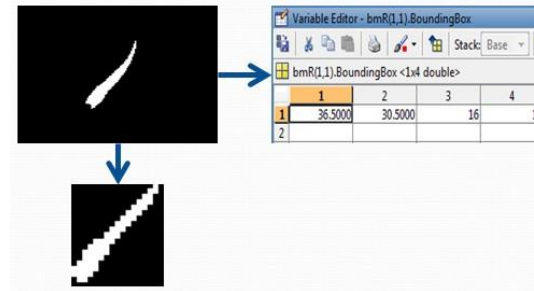 Variable Editor - bmR(1,1).BoundingBox
Stack: Base
bmR(1,1).BoundingBox <1x4 double>
1 2 3 4
1 36.5000 30.5000 16
2